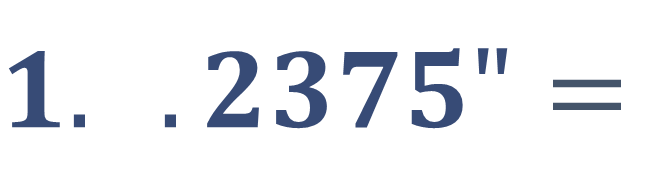 1. .2375" =